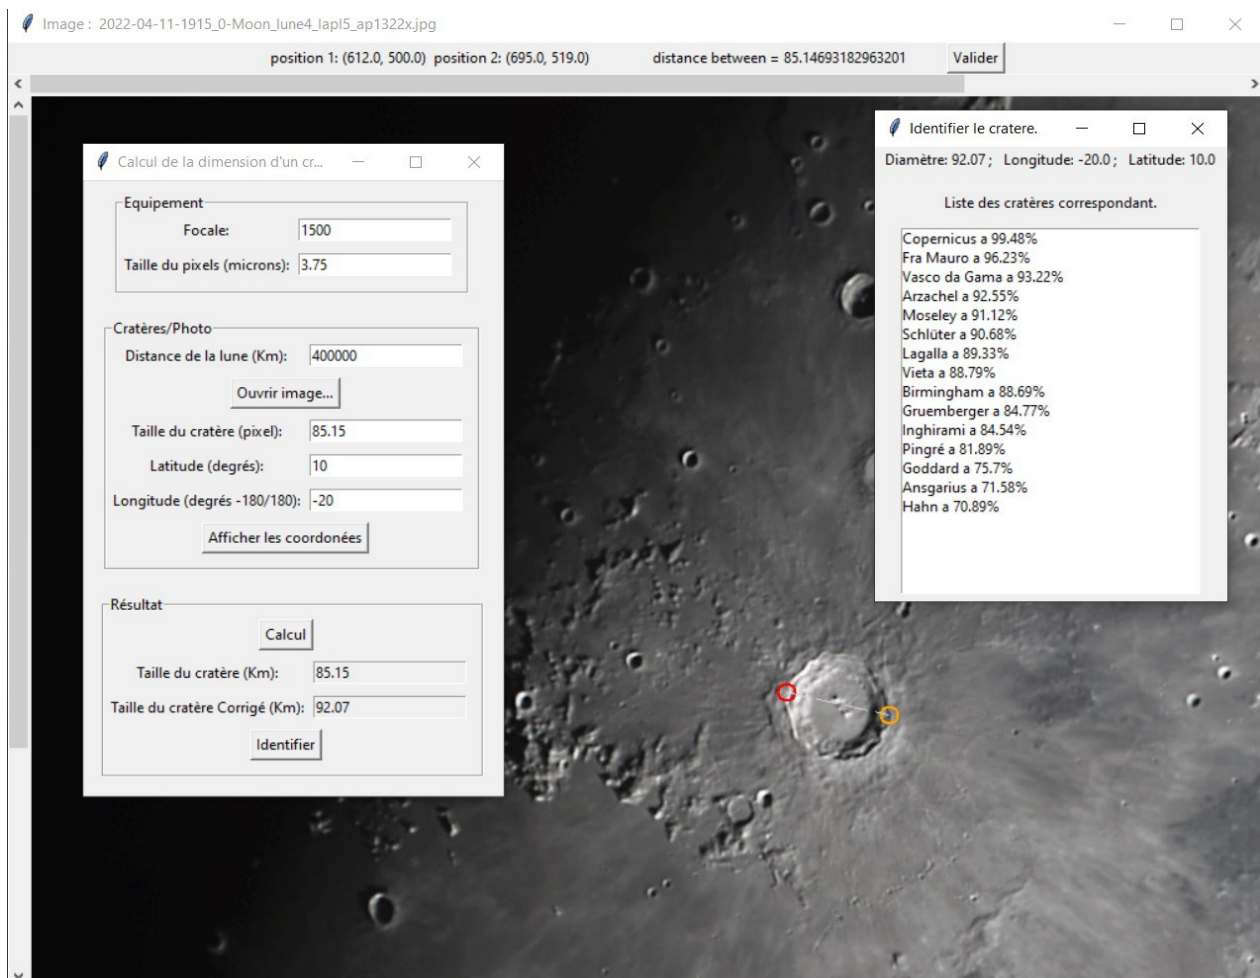 Image :  2022-04-11-1915_0-Moon_lune4_lapl5_ap1322x.jpg
position 1: (612.0, 500.0)  position 2: (695.0, 519.0)  distance between = 85.14693182963201  Valider
Calcul de la dimension d'un cr...
Equipement
Focale: 1500
Taille du pixels (microns): 3.75
Cratères/Photo
Distance de la lune (Km): 400000
Ouvrir image...
Taille du cratère (pixel): 85.15
Latitude (degrés): 10
Longitude (degrés -180/180): -20
Afficher les coordonées
Résultat
Calcul
Taille du cratère (Km): 85.15
Taille du cratère Corrigé (Km): 92.07
Identifier
Identifier le cratere.
Diamètre: 92.07 ;  Longitude: -20.0 ;  Latitude: 10.0
Liste des cratères correspondant.
Copernicus a 99.48%
Fra Mauro a 96.23%
Vasco da Gama a 93.22%
Arzachel a 92.55%
Moseley a 91.12%
Schlüter a 90.68%
Lagalla a 89.33%
Vieta a 88.79%
Birmingham a 88.69%
Gruemberger a 84.77%
Inghirami a 84.54%
Pingré a 81.89%
Goddard a 75.7%
Ansgarius a 71.58%
Hahn a 70.89%